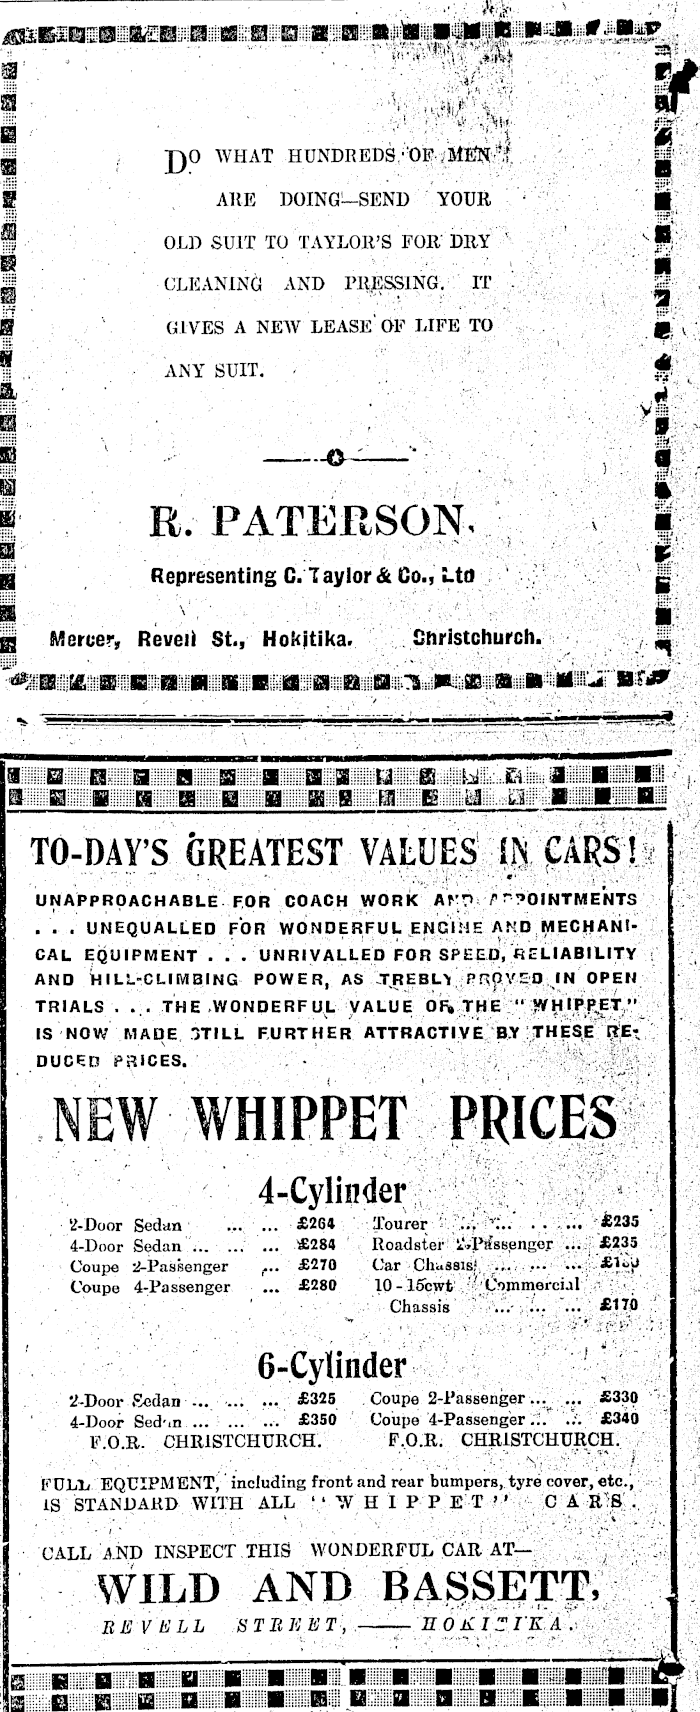 DO WHAT HUNDREDS OF MEN
ARE DOING—SEND YOUR
OLD SUIT TO TAYLOR'S FOR DRY
CLEANING AND PRESSING. IT
GIVES A NEW LEASE OF LIFE TO
ANY SUIT.
R. PATERSON,
Representing C. Taylor & Co., Ltd
Mercer, Revell St., Hokitika. Christchurch.
TO-DAY'S GREATEST VALUES IN CARS!
UNAPPROACHABLE FOR COACH WORK AND APPOINTMENTS
. . . UNEQUALLED FOR WONDERFUL ENGINE AND MECHANI-
CAL EQUIPMENT . . . UNRIVALLED FOR SPEED, RELIABILITY
AND HILL-CLIMBING POWER, AS TREBLY PROVED IN OPEN
TRIALS . . . THE WONDERFUL VALUE OF THE "WHIPPET"
IS NOW MADE STILL FURTHER ATTRACTIVE BY THESE RE-
DUCED PRICES.
NEW WHIPPET PRICES
4-Cylinder
2-Door Sedan ... ... £264
4-Door Sedan ... ... ... £284
Coupe 2-Passenger ... £270
Coupe 4-Passenger ... £280
Tourer ... ... ... ... £235
Roadster 2-Passenger ... £235
Car Chassis ... ... ...
10-15cwt Commercial
Chassis ... ... ... £170
6-Cylinder
2-Door Sedan ... ... ... £325
4-Door Sedan ... ... ... £350
F.O.R. CHRISTCHURCH.
Coupe 2-Passenger ... ... £330
Coupe 4-Passenger ... ... £340
F.O.R. CHRISTCHURCH.
FULL EQUIPMENT, including front and rear bumpers, tyre cover, etc.,
IS STANDARD WITH ALL "WHIPPET" CARS.
CALL AND INSPECT THIS WONDERFUL CAR AT—
WILD AND BASSETT,
REVELL STREET, —— HOKITIKA.